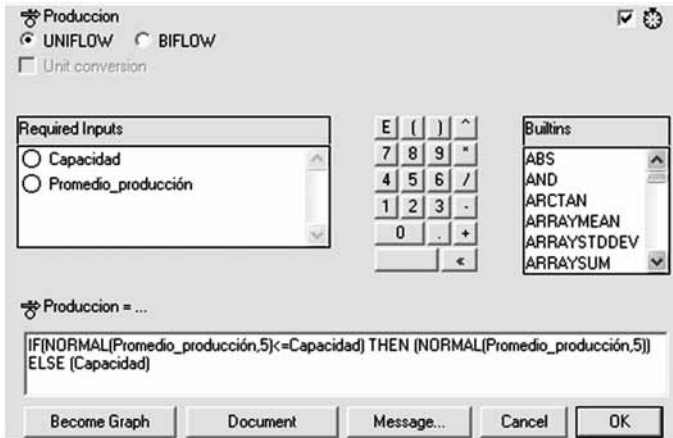 Produccion
UNIFLOW BIFLOW
Unit conversion
Required Inputs
Capacidad
Promedio_producción
E ( ) ^
7 8 9 *
4 5 6 /
1 2 3 -
0 . +
«
Builtins
ABS
AND
ARCTAN
ARRAYMEAN
ARRAYSTDDEV
ARRAYSUM
Produccion = ...
IF(NORMAL(Promedio_producción,5)<=Capacidad) THEN (NORMAL(Promedio_producción,5))
ELSE (Capacidad)
Become Graph Document Message... Cancel OK